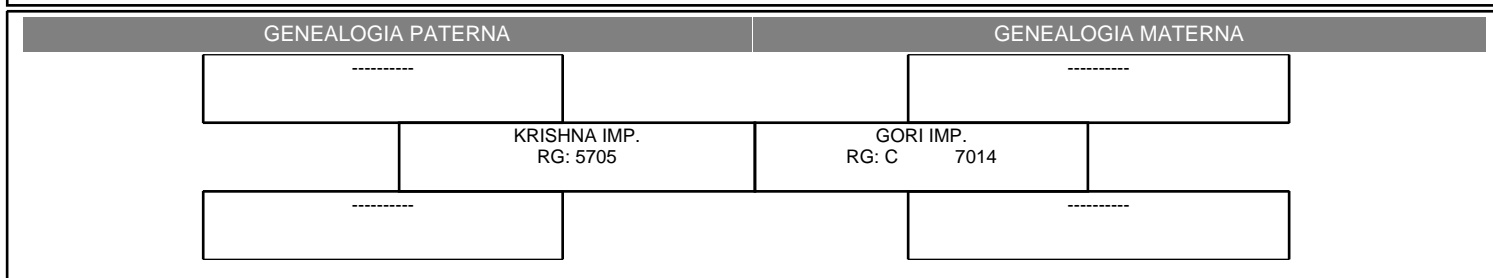 GENEALOGIA PATERNA GENEALOGIA MATERNA
---------- ----------
KRISHNA IMP. GORI IMP.
RG: 5705 RG: C 7014
---------- ----------